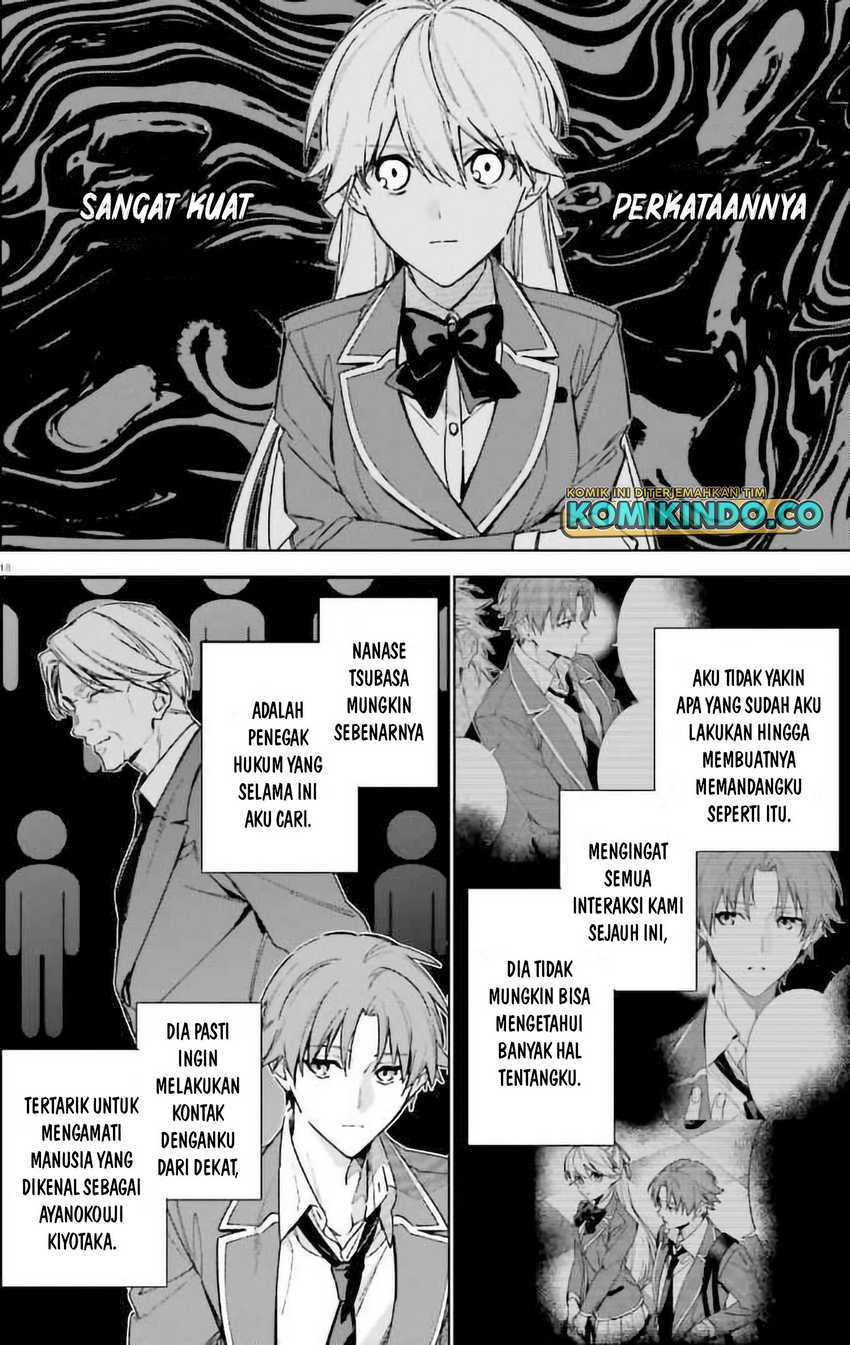 SANGAT KUAT
PERKATAANNYA
KOMIK INI DITERJEMAHKAN TIM
KOMIKINDO.CO
18
AKU TIDAK YAKIN
APA YANG SUDAH AKU
LAKUKAN HINGGA
MEMBUATNYA
MEMANDANGKU
SEPERTI ITU.
MENGINGAT
SEMUA
INTERAKSI KAMI
SEJAUH INI,
DIA TIDAK
MUNGKIN BISA
MENGETAHUI
BANYAK HAL
TENTANGKU.
NANASE
TSUBASA
MUNGKIN
SEBENARNYA
ADALAH
PENEGAK
HUKUM YANG
SELAMA INI
AKU CARI.
DIA PASTI
INGIN
MELAKUKAN
KONTAK
DENGANKU
DARI DEKAT,
TERTARIK UNTUK
MENGAMATI
MANUSIA YANG
DIKENAL SEBAGAI
AYANOKOUJI
KIYOTAKA.